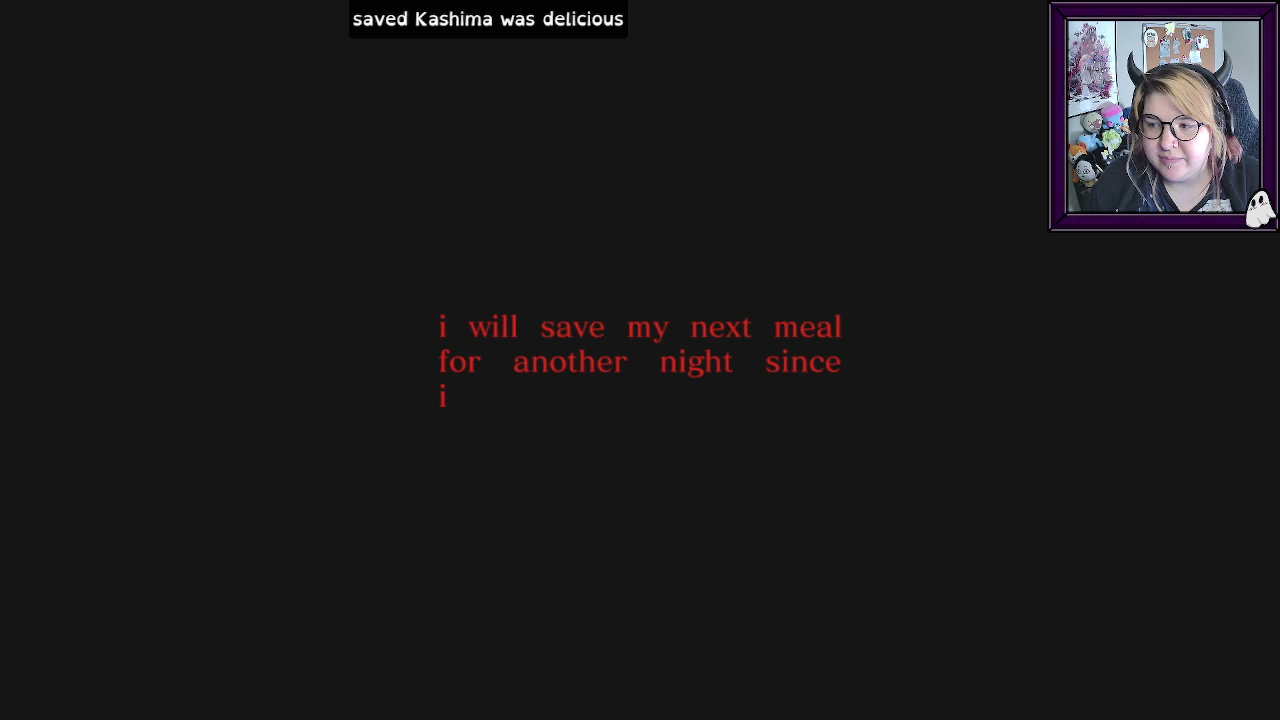 saved Kashima was delicious
i will save my next meal
for another night since
i